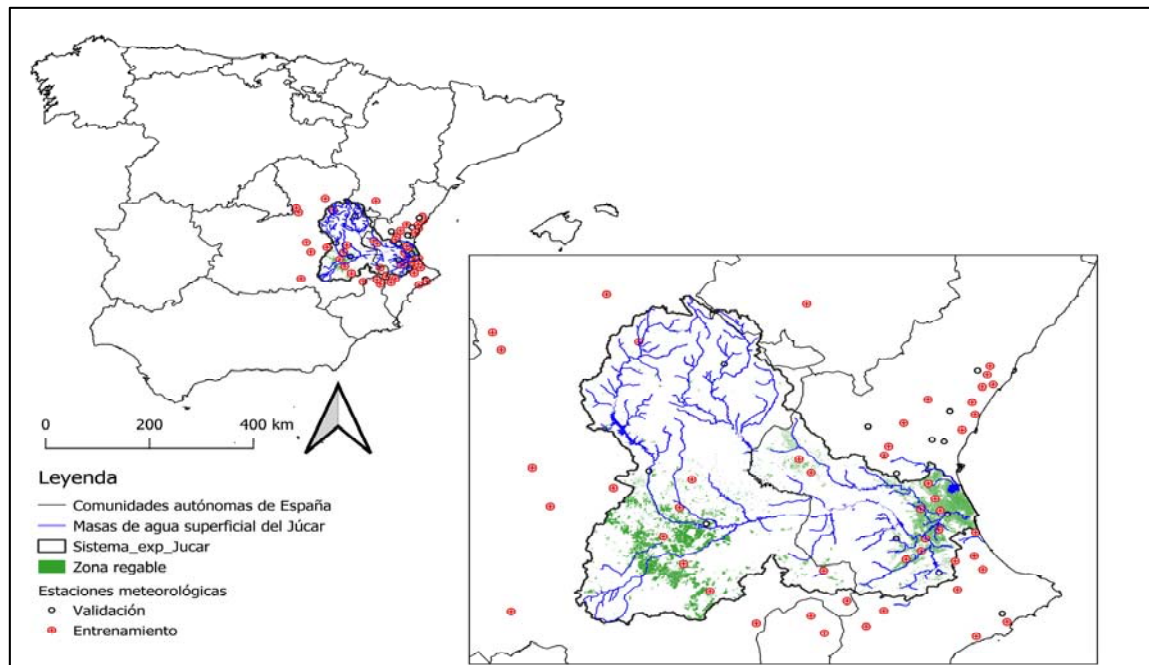 0 200 400 km
Leyenda
Comunidades autónomas de España
Masas de agua superficial del Júcar
Sistema_exp_Jucar
Zona regable
Estaciones meteorológicas
Validación
Entrenamiento